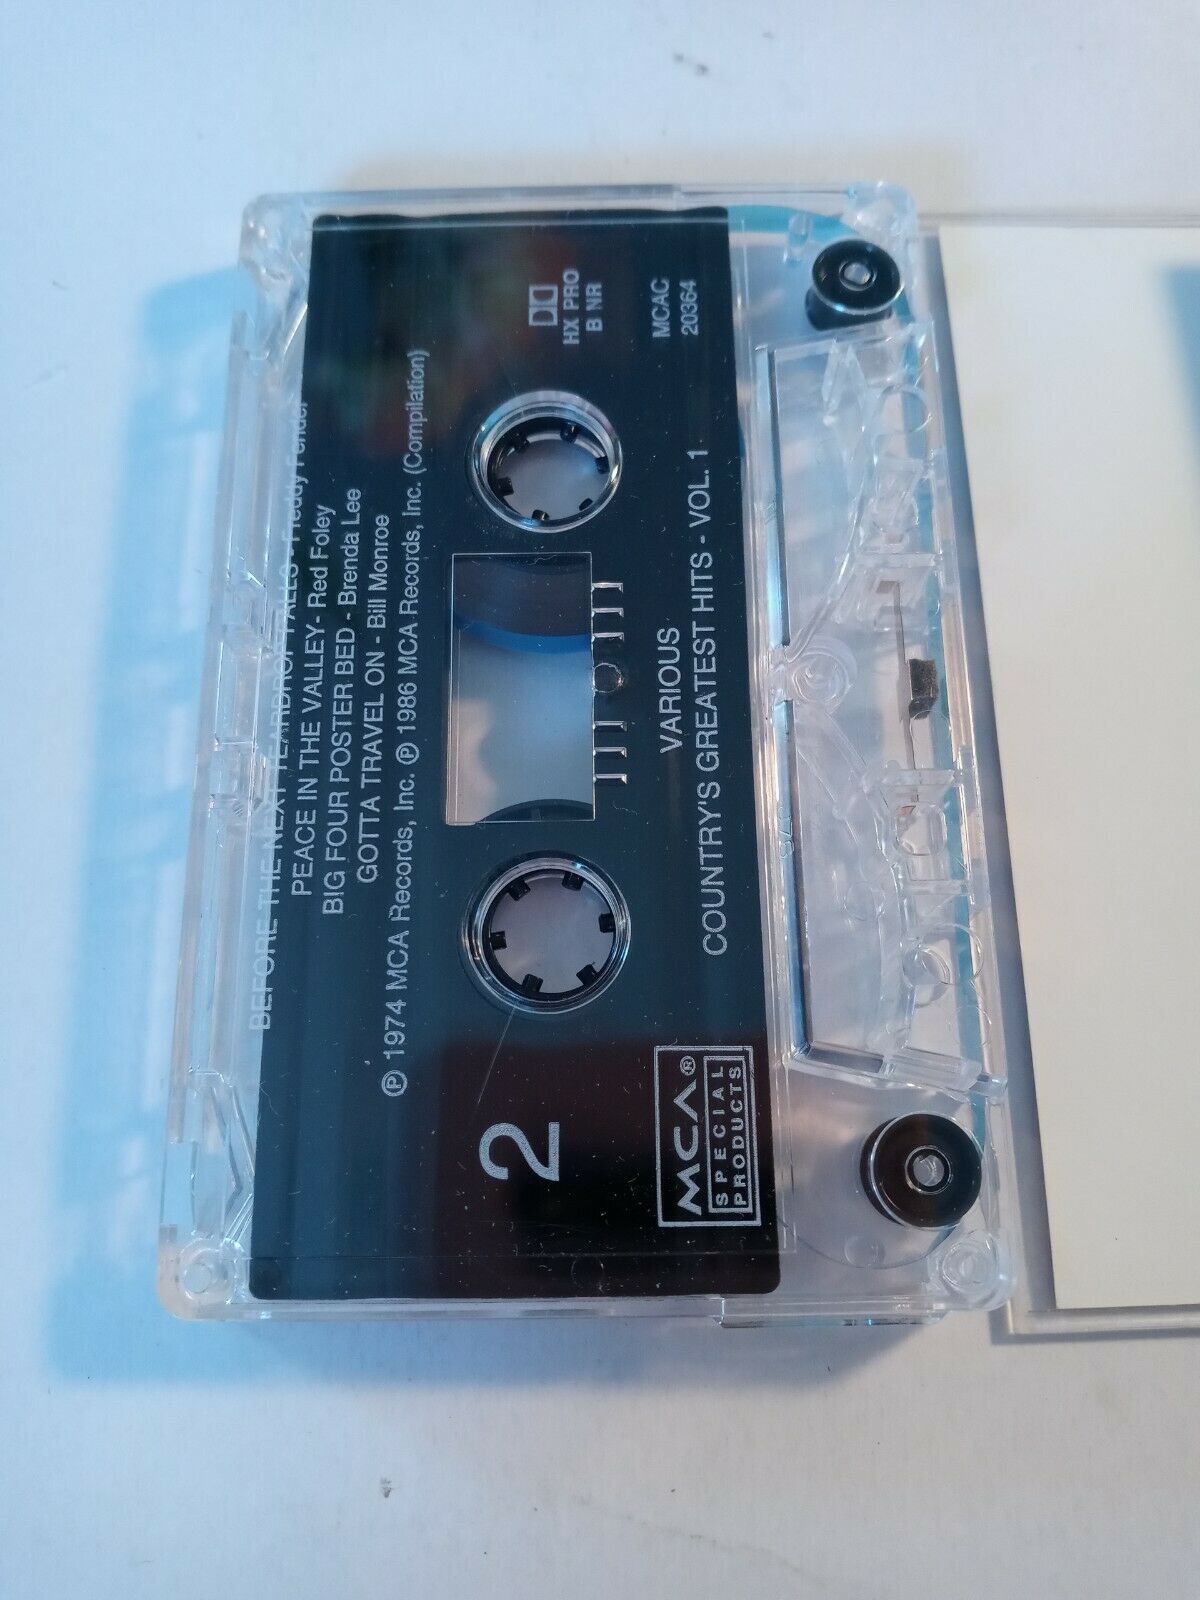 BEFORE THE NEXT TEARDROP FALLS - Freddy Fender
PEACE IN THE VALLEY - Red Foley
BIG FOUR POSTER BED - Brenda Lee
GOTTA TRAVEL ON - Bill Monroe
℗ 1974 MCA Records, Inc. ℗ 1986 MCA Records, Inc. (Compilation)
2
HX PRO
B NR
VARIOUS
COUNTRY'S GREATEST HITS - VOL. 1
MCAC
20364
MCA®
SPECIAL
PRODUCTS